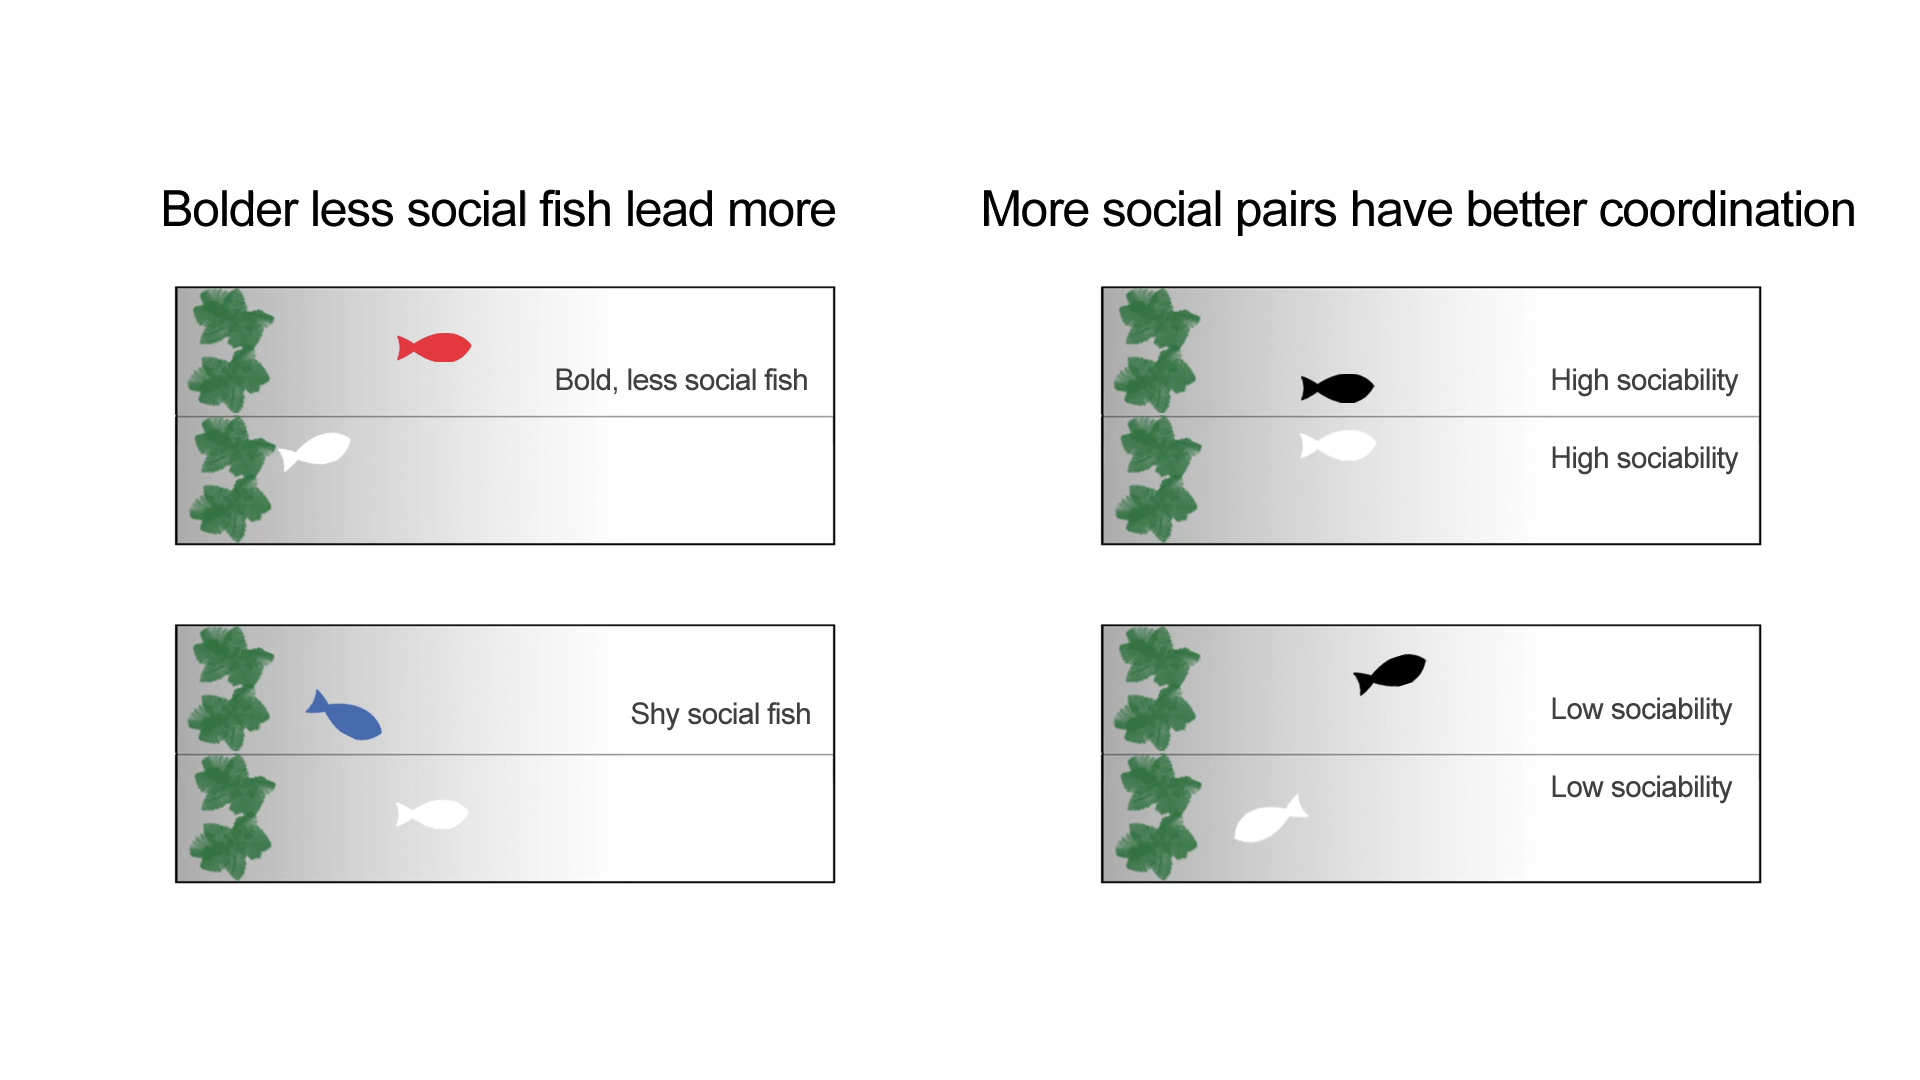 Bolder less social fish lead more
Bold, less social fish
Shy social fish
More social pairs have better coordination
High sociability
High sociability
Low sociability
Low sociability